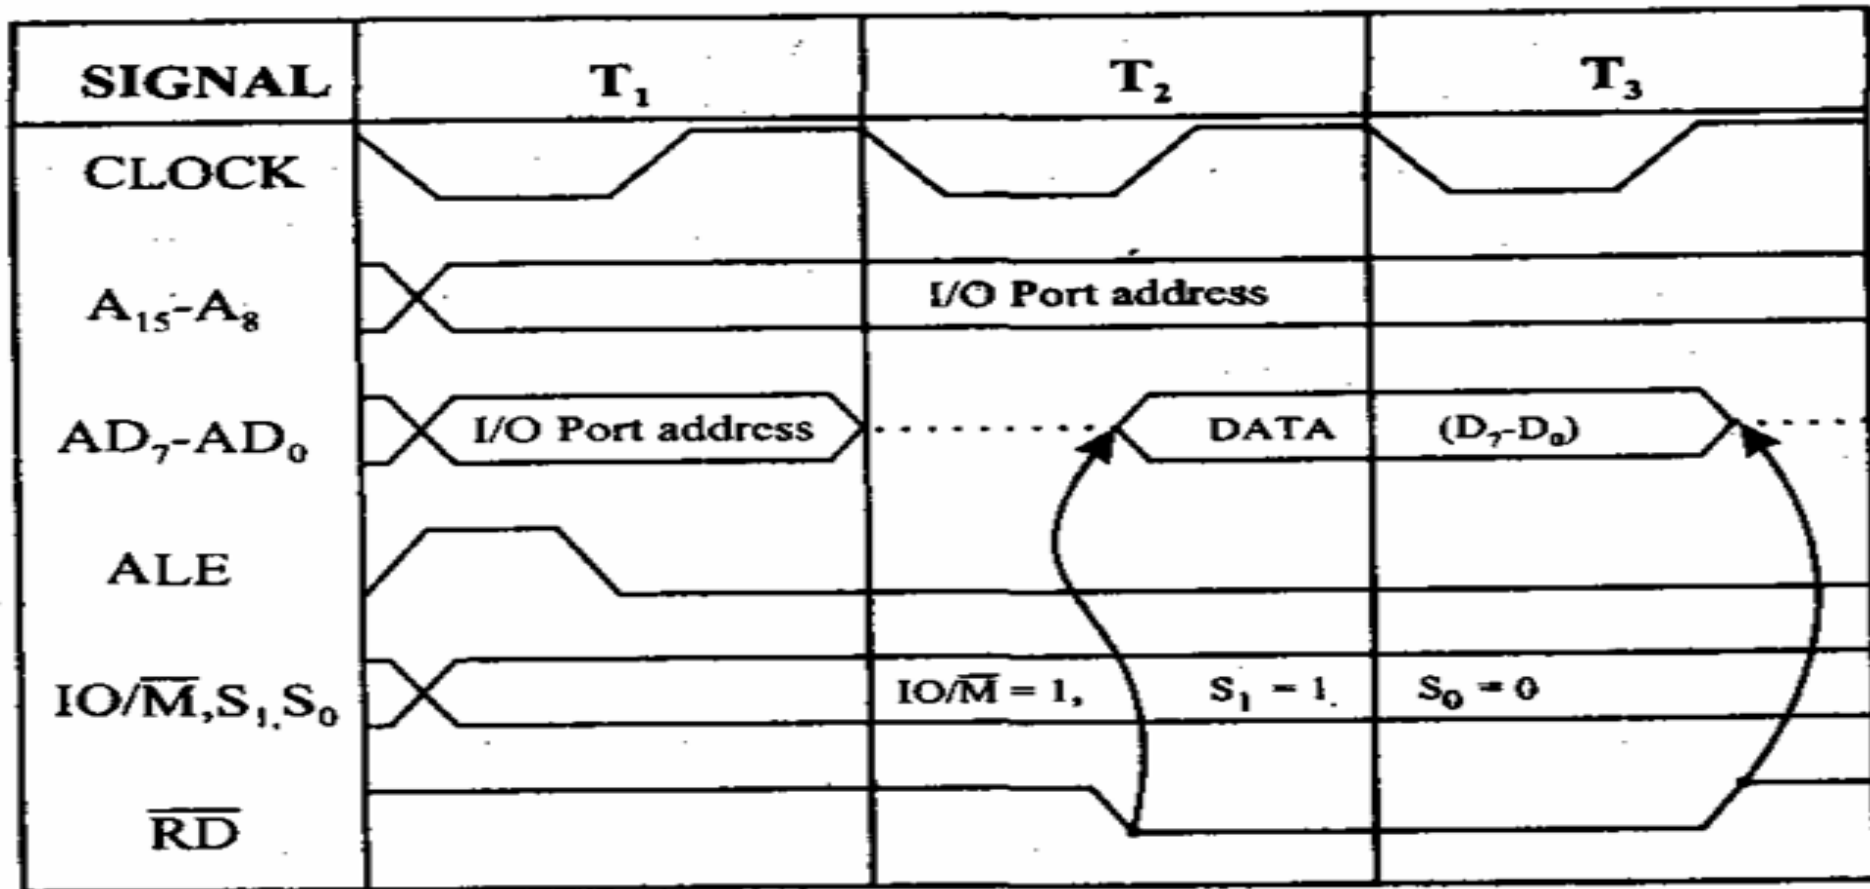 SIGNAL T₁ T₂ T₃
CLOCK
A₁₅-A₈ I/O Port address
AD₇-AD₀ I/O Port address DATA (D₇-D₀)
ALE
IO/M̅,S₁,S₀ IO/M̅ = 1, S₁ = 1. S₀ = 0
R̅D̅